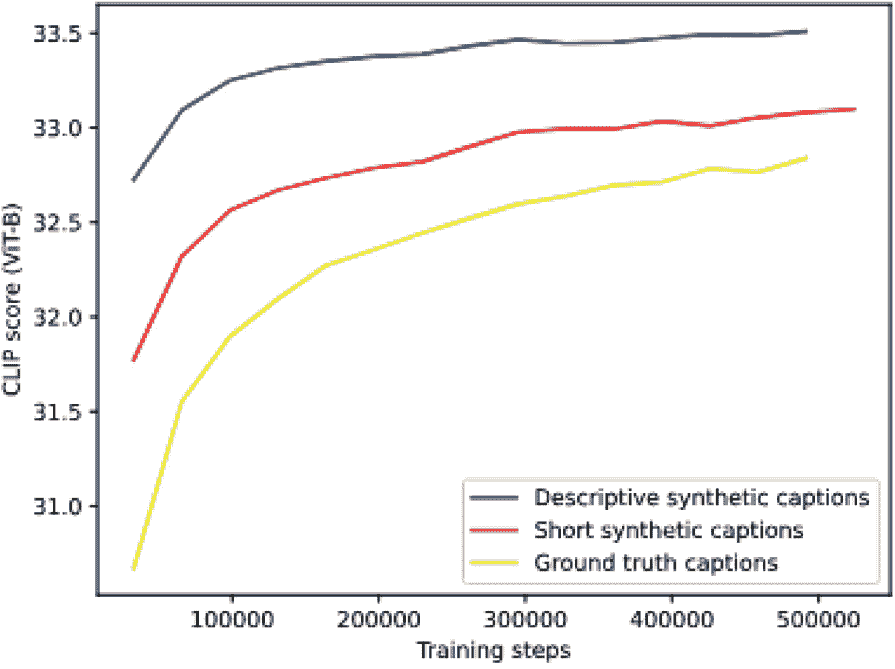 33.5
33.0
32.5
32.0
31.5
31.0
CLIP score (ViT-B)
Descriptive synthetic captions
Short synthetic captions
Ground truth captions
100000 200000 300000 400000 500000
Training steps